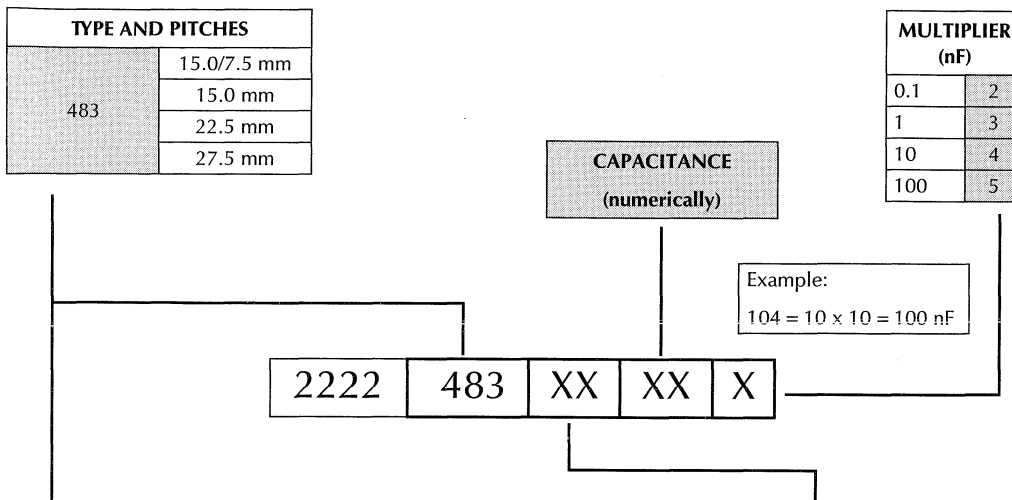 TYPE AND PITCHES
483
15.0/7.5 mm
15.0 mm
22.5 mm
27.5 mm
CAPACITANCE
(numerically)
MULTIPLIER
(nF)
0.1 2
1 3
10 4
100 5
Example:
104 = 10 x 10 = 100 nF
2222 483 XX XX X